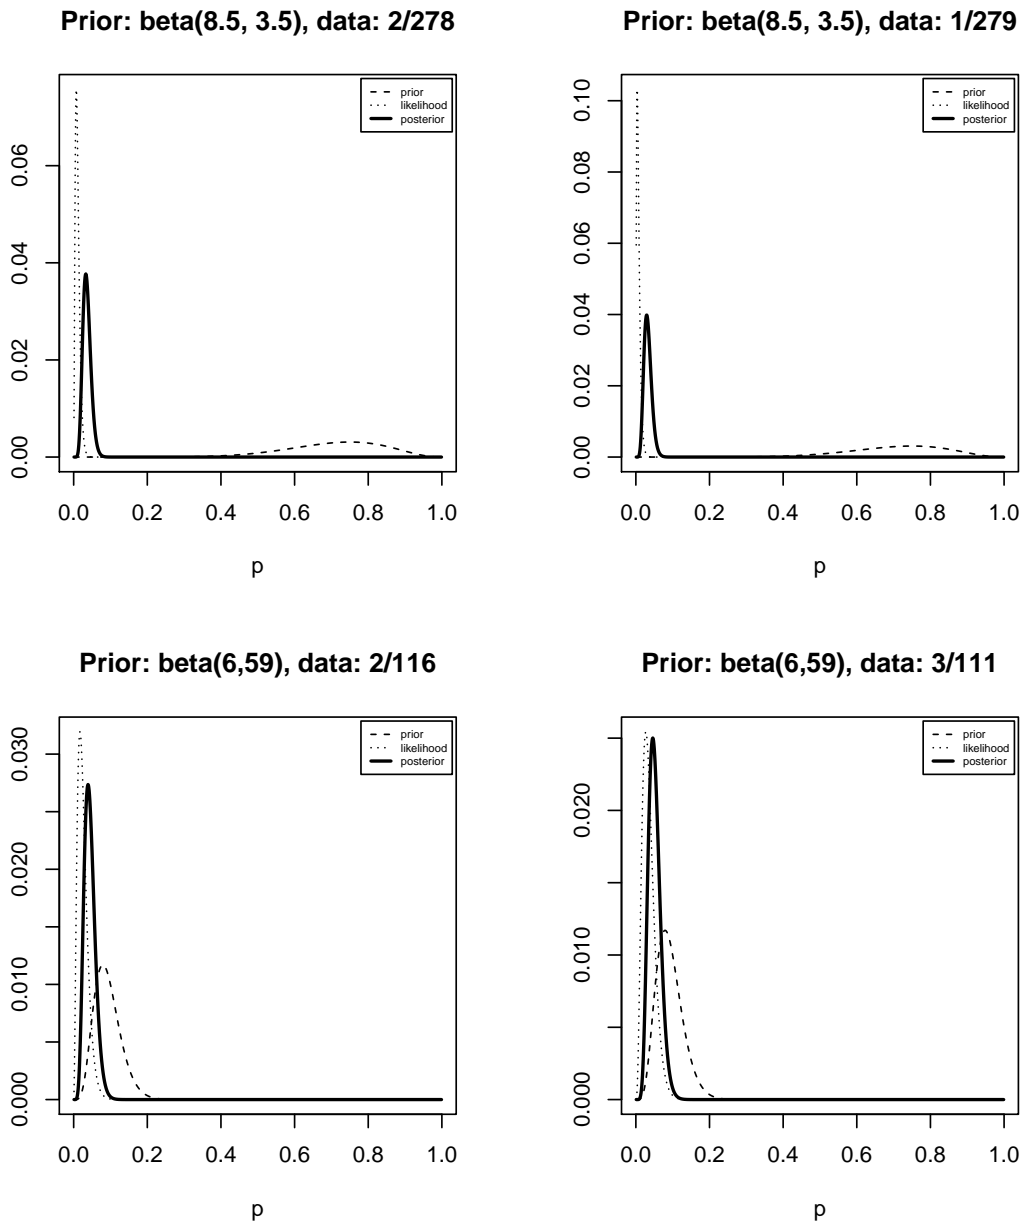 Prior: beta(8.5, 3.5), data: 2/278
prior
likelihood
posterior
0.06
0.04
0.02
0.00
0.0 0.2 0.4 0.6 0.8 1.0
p
Prior: beta(8.5, 3.5), data: 1/279
prior
likelihood
posterior
0.10
0.08
0.06
0.04
0.02
0.00
0.0 0.2 0.4 0.6 0.8 1.0
p
Prior: beta(6,59), data: 2/116
prior
likelihood
posterior
0.030
0.020
0.010
0.000
0.0 0.2 0.4 0.6 0.8 1.0
p
Prior: beta(6,59), data: 3/111
prior
likelihood
posterior
0.020
0.010
0.000
0.0 0.2 0.4 0.6 0.8 1.0
p